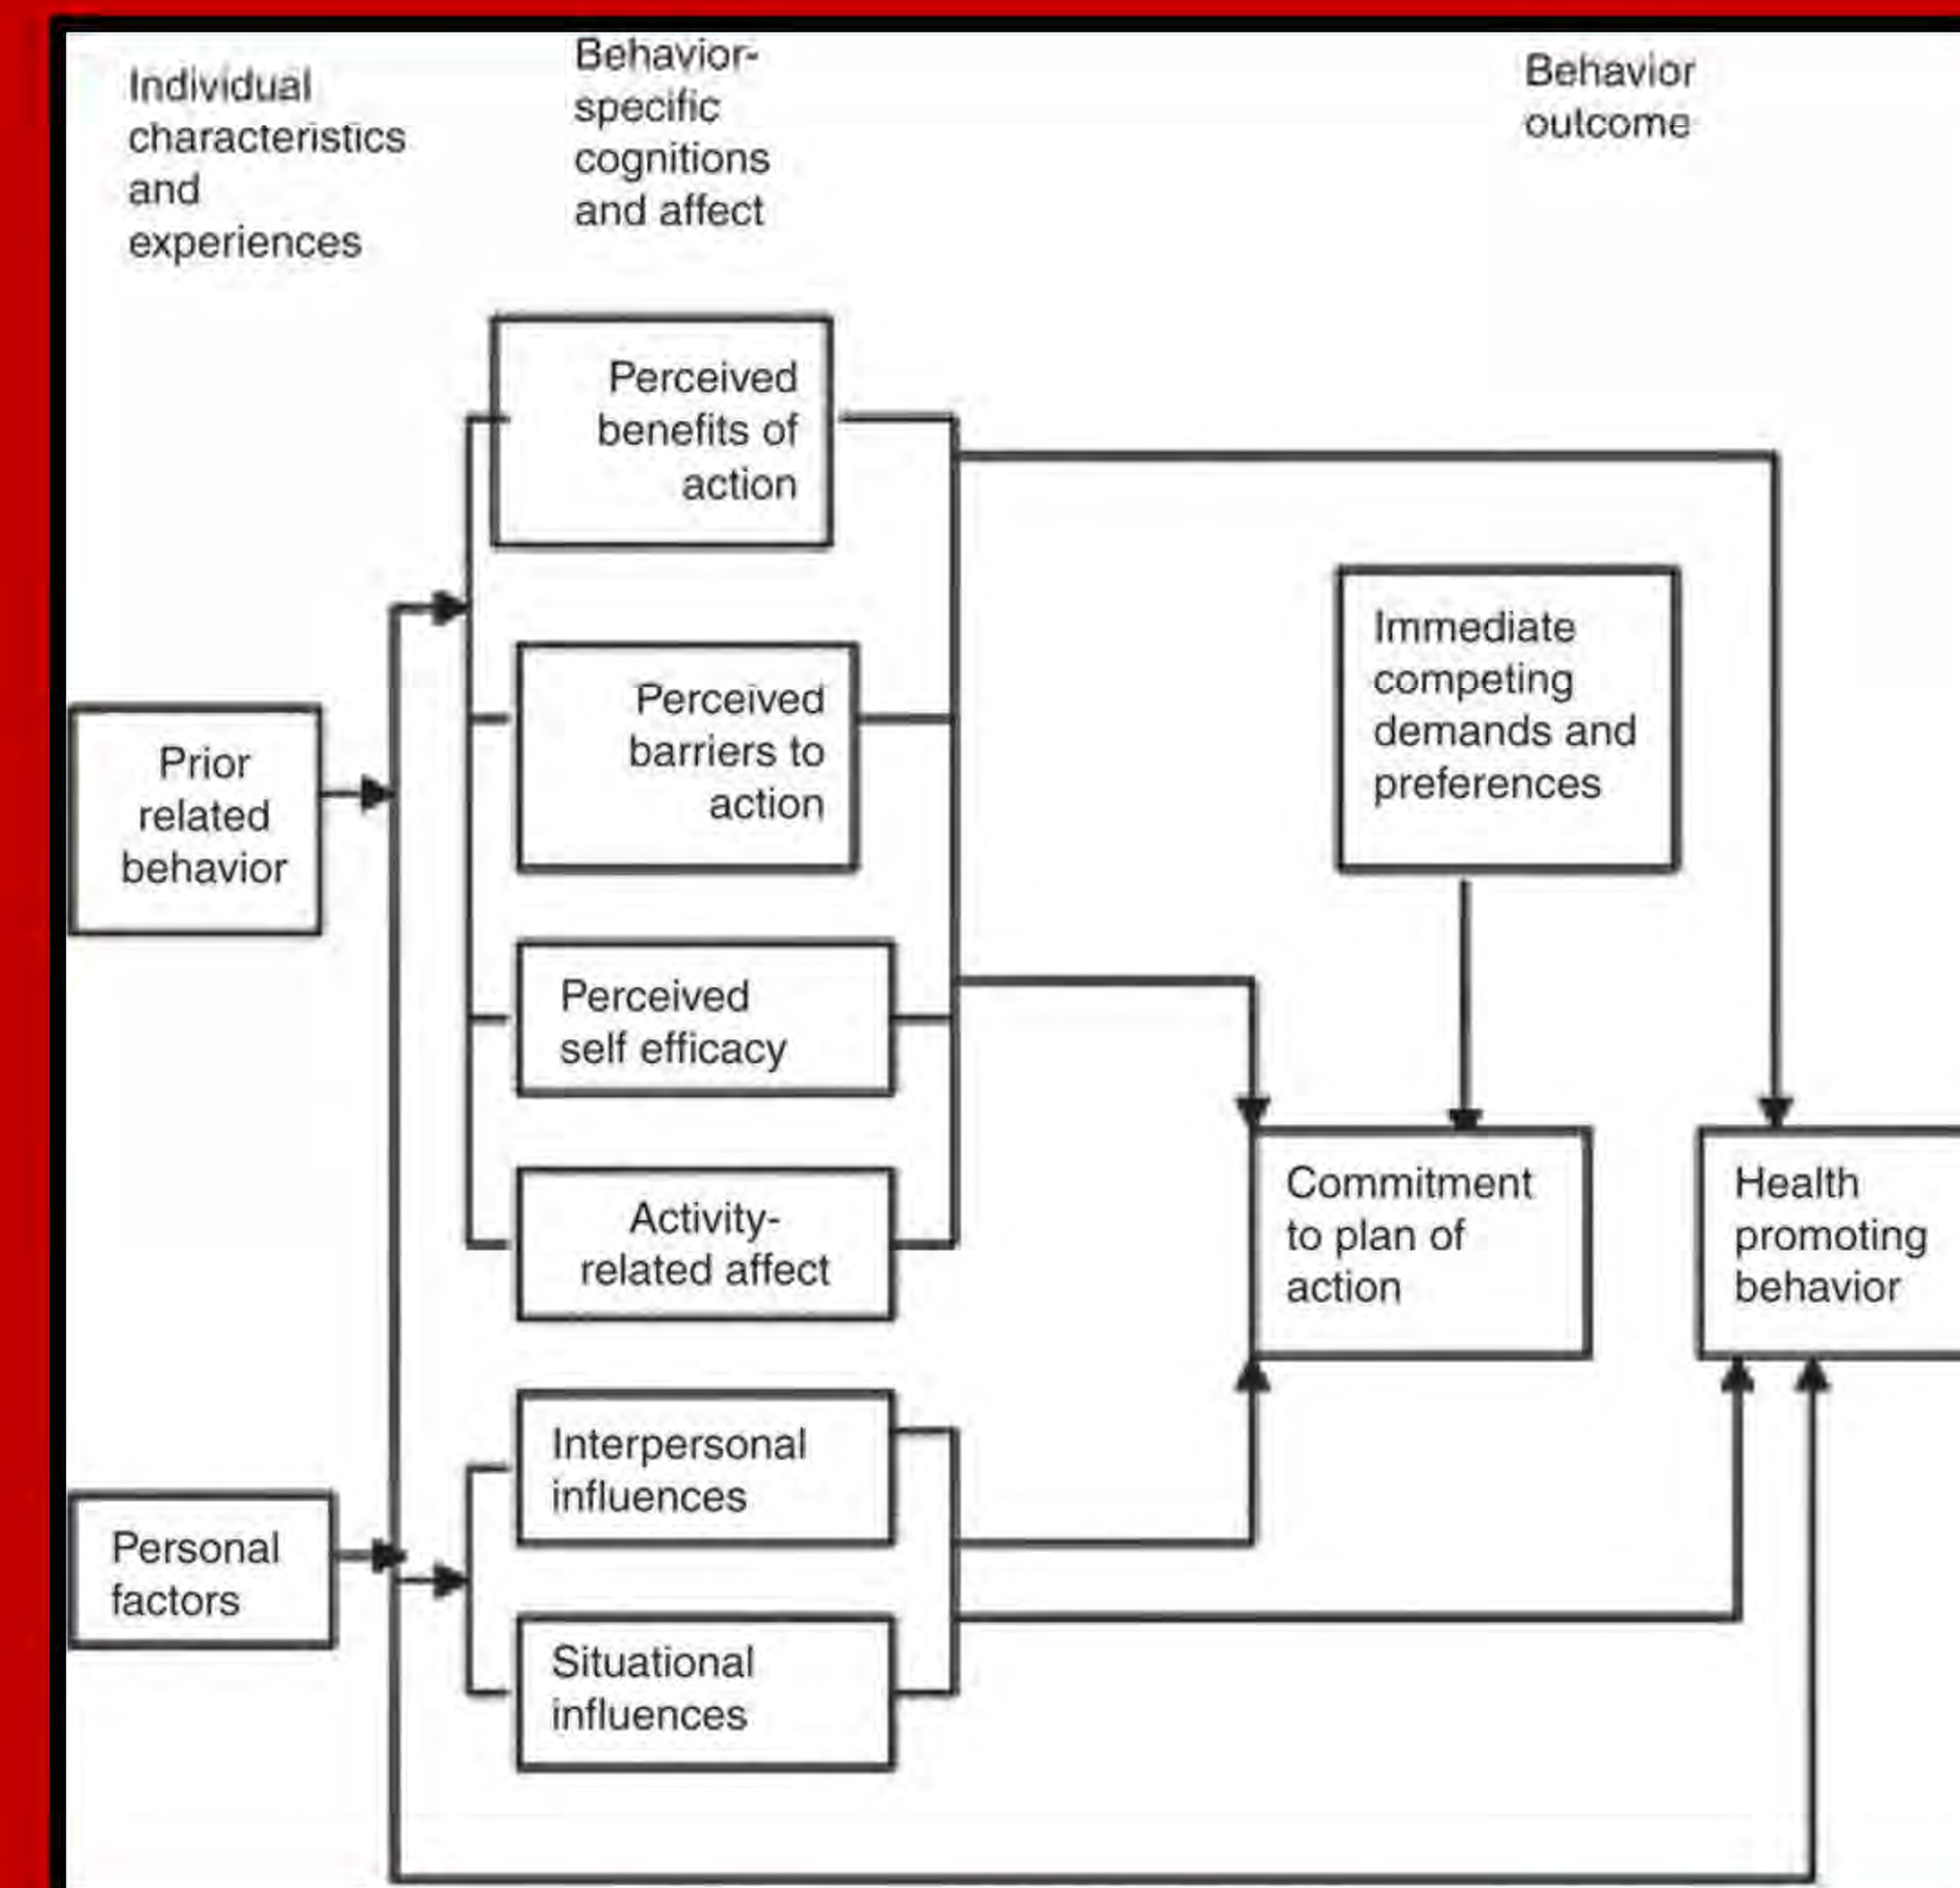 Individual
characteristics
and
experiences
Behavior-
specific
cognitions
and affect
Behavior
outcome
Perceived
benefits of
action
Perceived
barriers to
action
Immediate
competing
demands and
preferences
Prior
related
behavior
Perceived
self efficacy
Activity-
related affect
Commitment
to plan of
action
Health
promoting
behavior
Interpersonal
influences
Personal
factors
Situational
influences